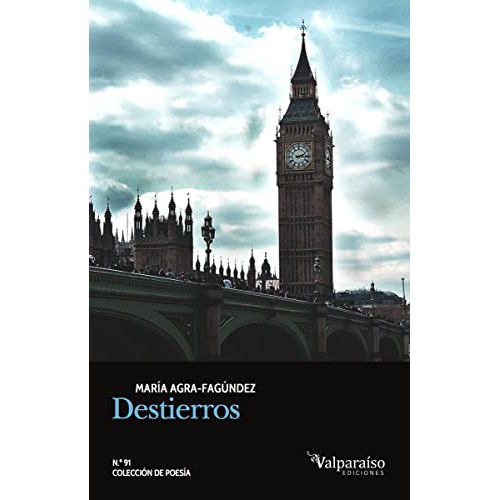 MARÍA AGRA-FAGÚNDEZ
Destierros
N.º 91
COLECCIÓN DE POESÍA
Valparaíso
EDICIONES